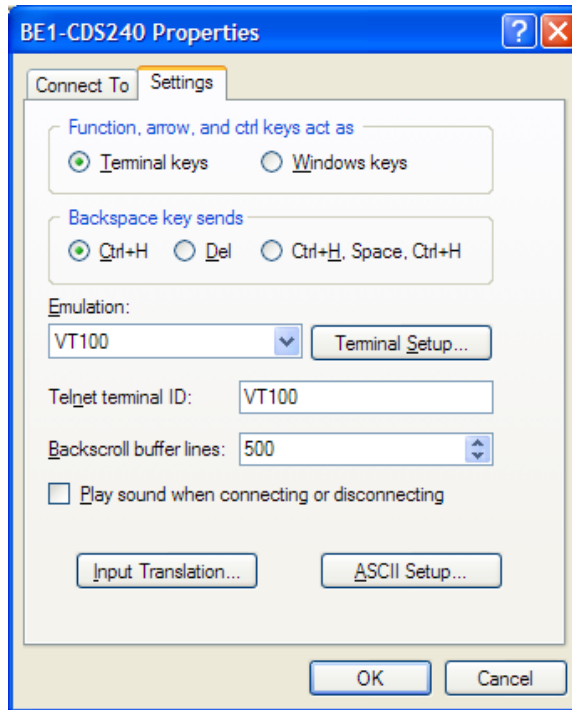 BE1-CDS240 Properties
Connect To Settings
Function, arrow, and ctrl keys act as
Terminal keys Windows keys
Backspace key sends
Ctrl+H Del Ctrl+H, Space, Ctrl+H
Emulation:
VT100 Terminal Setup...
Telnet terminal ID: VT100
Backscroll buffer lines: 500
Play sound when connecting or disconnecting
Input Translation... ASCII Setup...
OK Cancel